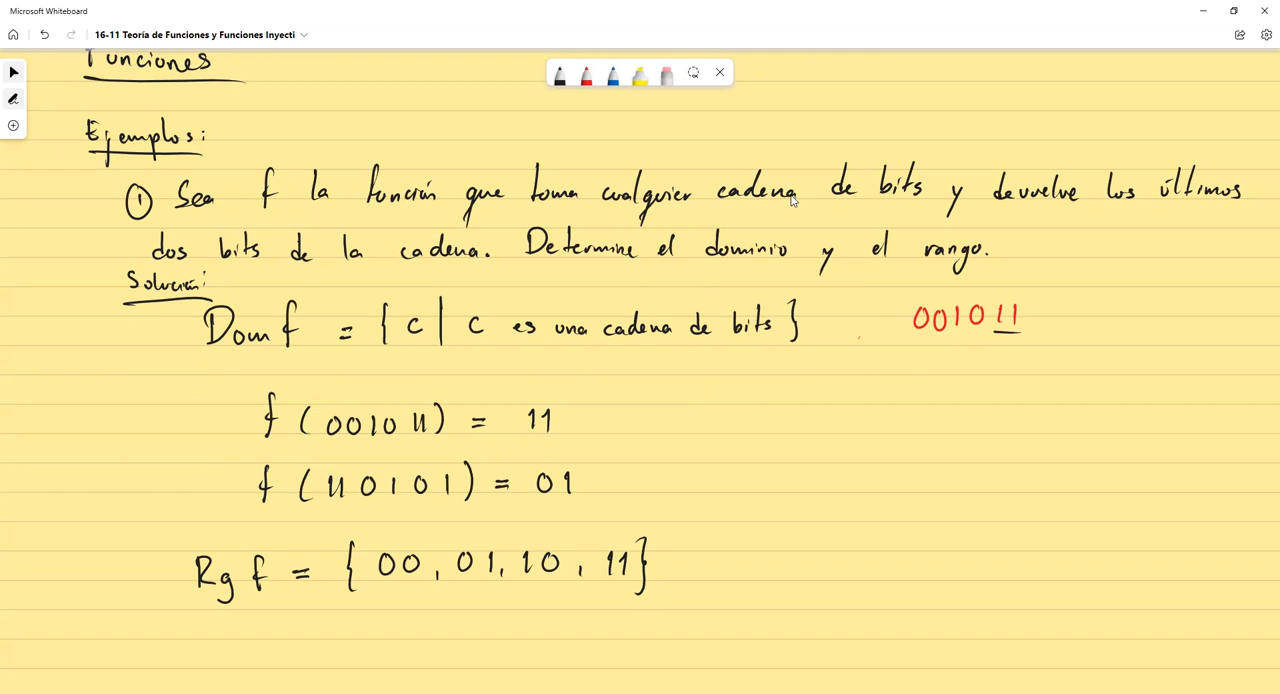 Microsoft Whiteboard
16-11 Teoría de Funciones y Funciones Inyecti
Funciones
Ejemplos:
① Sea f la función que toma cualquier cadena de bits y devuelve los últimos
dos bits de la cadena. Determine el dominio y el rango.
Solución:
Dom f = { c | c es una cadena de bits }
001011
f ( 001011 ) = 11
f ( 110101 ) = 01
Rg f = { 00, 01, 10, 11 }